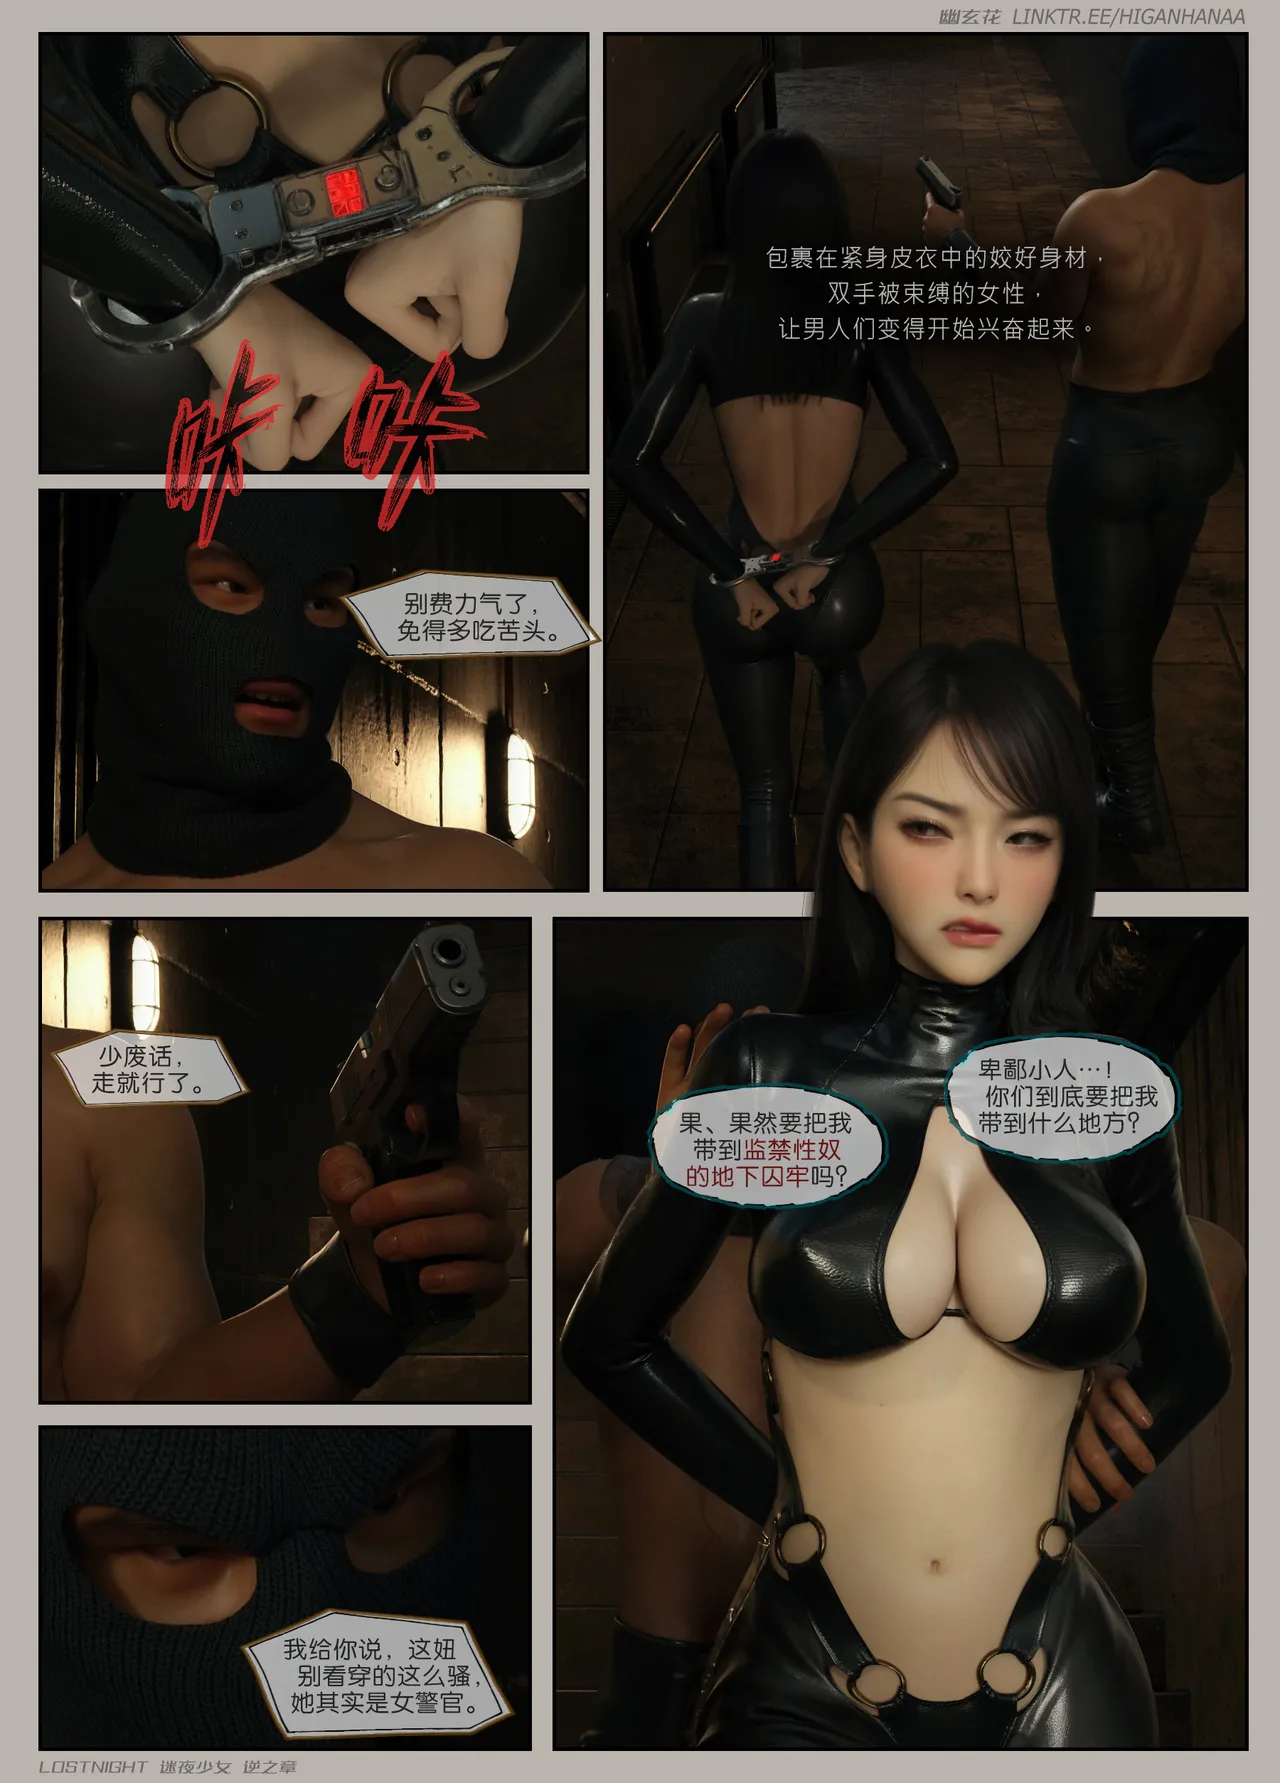 幽玄花 LINKTR.EE/HIGANHANAA
咔 咔
包裹在紧身皮衣中的姣好身材，
双手被束缚的女性，
让男人们变得开始兴奋起来。
别费力气了，
免得多吃苦头。
少废话，
走就行了。
卑鄙小人…！
你们到底要把我
带到什么地方？
果、果然要把我
带到监禁性奴
的地下囚牢吗？
我给你说，这妞
别看穿的这么骚，
她其实是女警官。
LOSTNIGHT 迷夜少女 逆之章